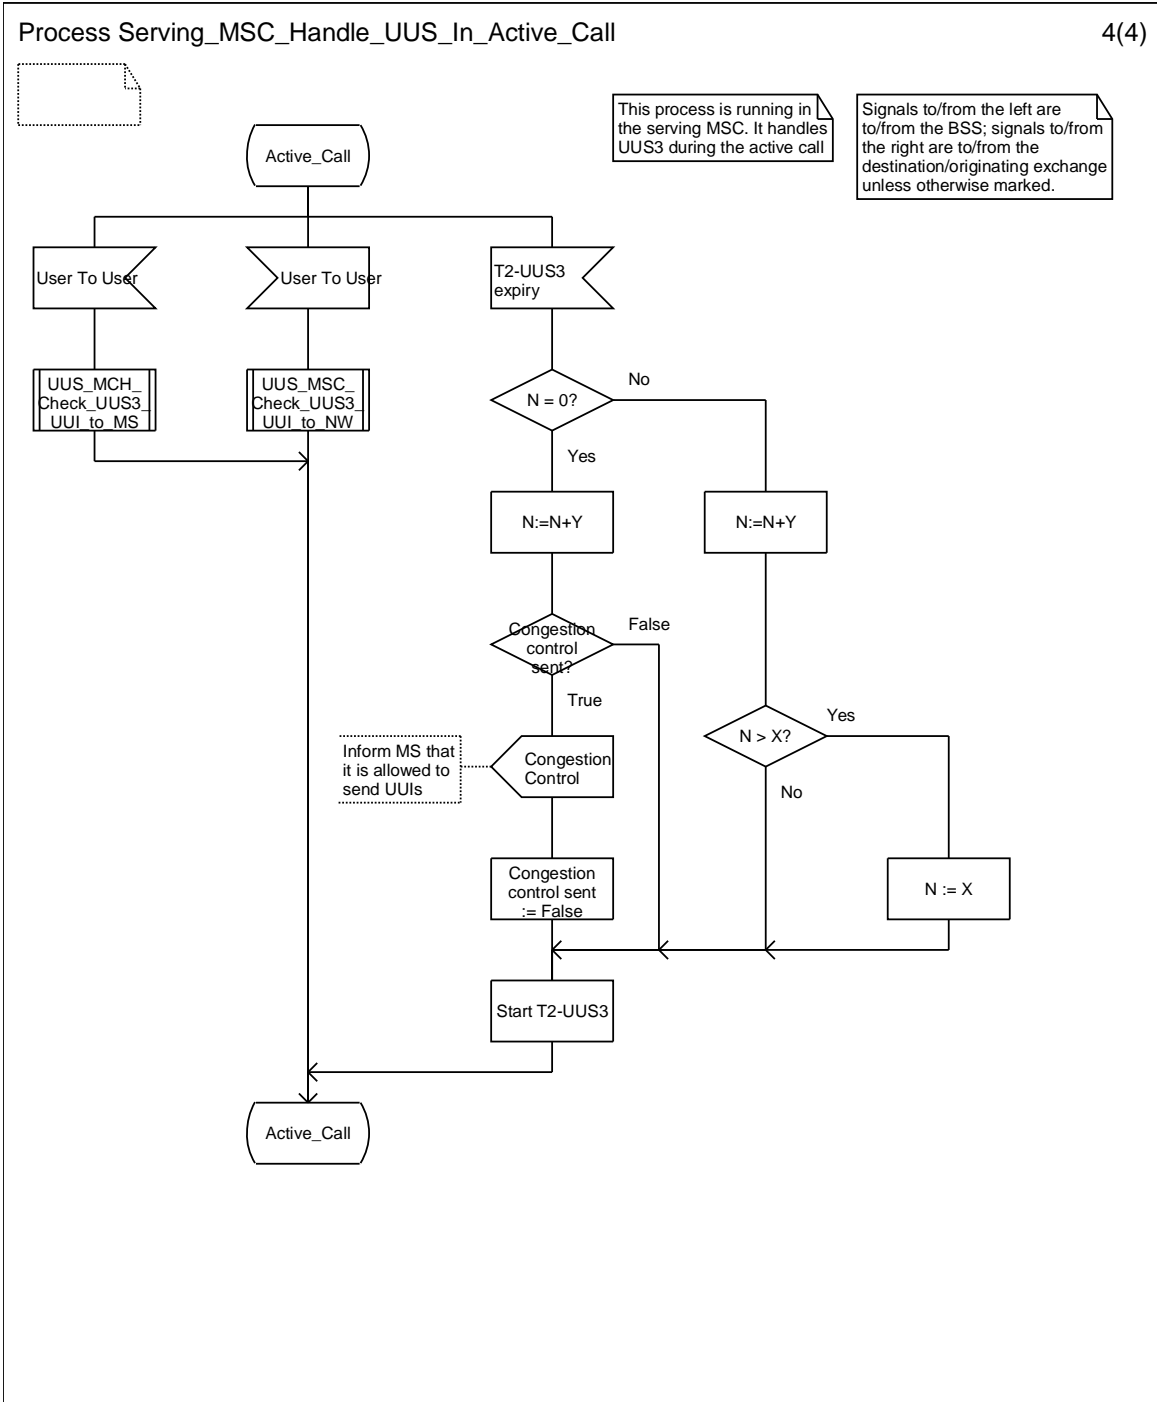 Process Serving_MSC_Handle_UUS_In_Active_Call
4(4)
This process is running in
the serving MSC. It handles
UUS3 during the active call
Signals to/from the left are
to/from the BSS; signals to/from
the right are to/from the
destination/originating exchange
unless otherwise marked.
Active_Call
User To User
User To User
T2-UUS3
expiry
UUS_MCH_
Check_UUS3_
UUI_to_MS
UUS_MSC_
Check_UUS3_
UUI_to_NW
N = 0?
No
Yes
N:=N+Y
N:=N+Y
Congestion
control
sent?
False
True
N > X?
Yes
No
Inform MS that
it is allowed to
send UUIs
Congestion
Control
Congestion
control sent
:= False
N := X
Start T2-UUS3
Active_Call